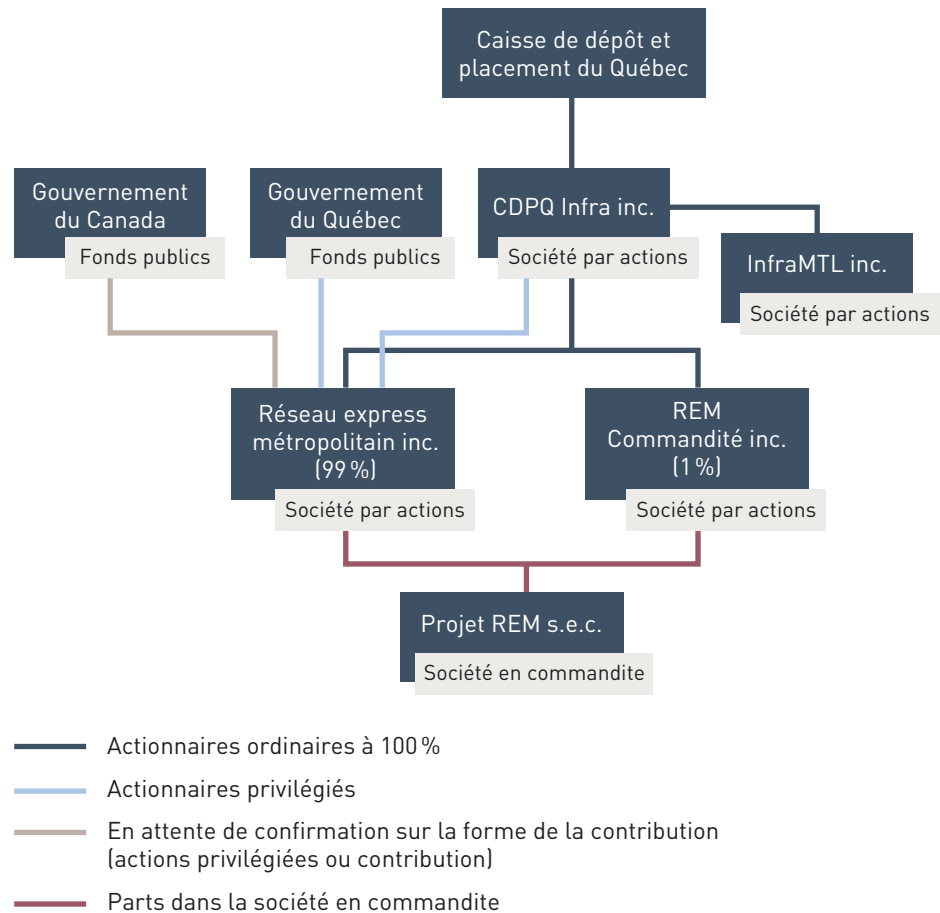 Caisse de dépôt et
placement du Québec
Gouvernement
du Canada
Fonds publics
Gouvernement
du Québec
Fonds publics
CDPQ Infra inc.
Société par actions
InfraMTL inc.
Société par actions
Réseau express
métropolitain inc.
(99 %)
Société par actions
REM
Commandité inc.
(1 %)
Société par actions
Projet REM s.e.c.
Société en commandite
Actionnaires ordinaires à 100 %
Actionnaires privilégiés
En attente de confirmation sur la forme de la contribution
(actions privilégiées ou contribution)
Parts dans la société en commandite